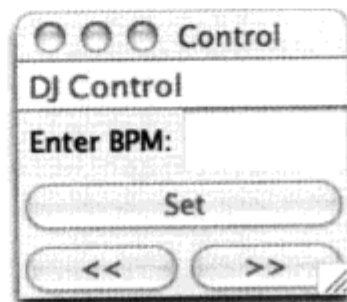 Control
DJ Control
Enter BPM:
Set
<< >>